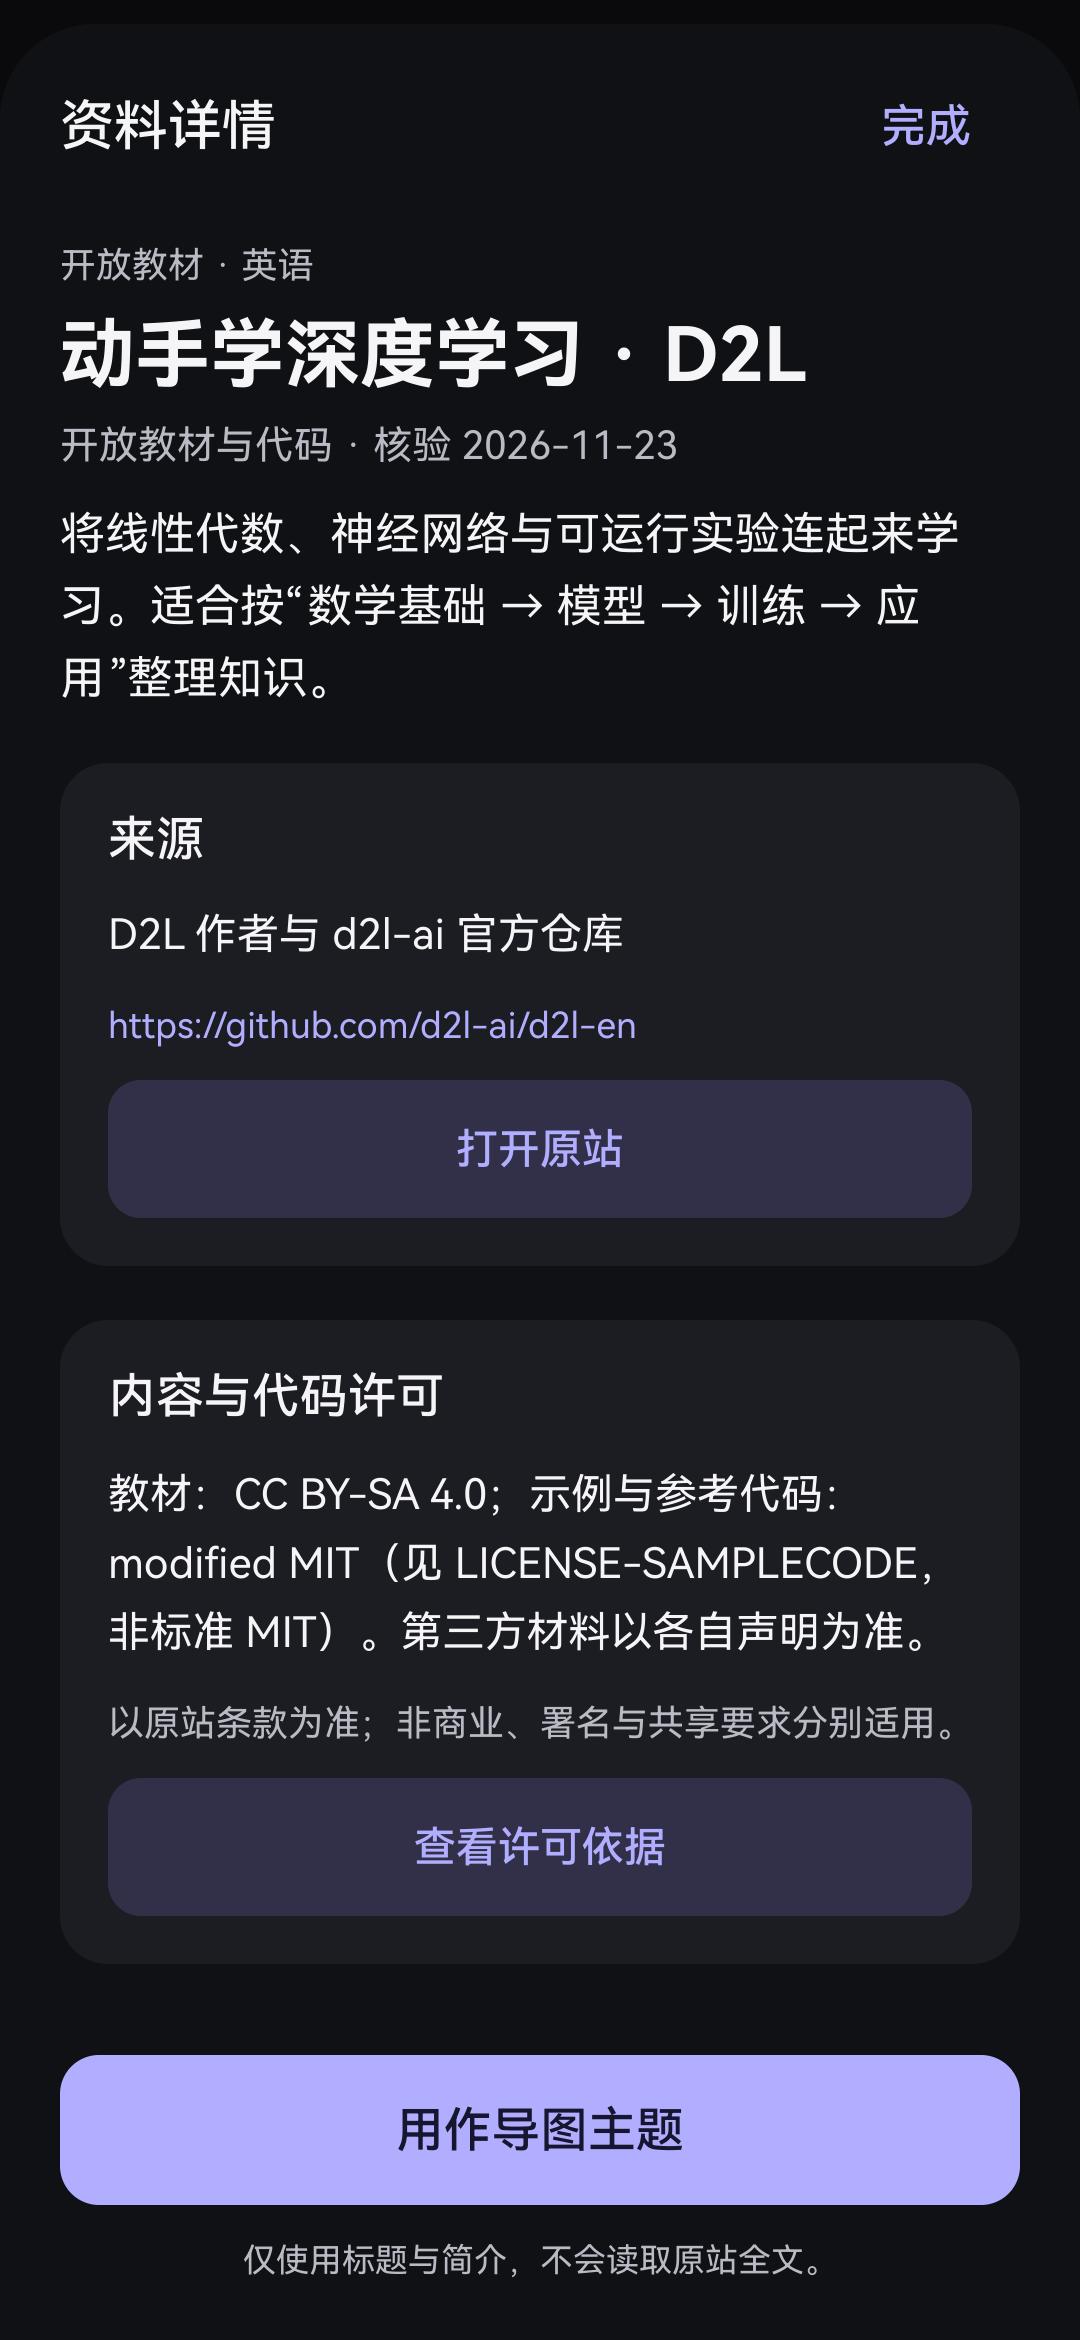 资料详情
完成
开放教材 · 英语
动手学深度学习 · D2L
开放教材与代码 · 核验 2026-11-23
将线性代数、神经网络与可运行实验连起来学
习。适合按“数学基础 → 模型 → 训练 → 应
用”整理知识。
来源
D2L 作者与 d2l-ai 官方仓库
https://github.com/d2l-ai/d2l-en
打开原站
内容与代码许可
教材：CC BY-SA 4.0；示例与参考代码：
modified MIT（见 LICENSE-SAMPLECODE，
非标准 MIT）。第三方材料以各自声明为准。
以原站条款为准；非商业、署名与共享要求分别适用。
查看许可依据
用作导图主题
仅使用标题与简介，不会读取原站全文。